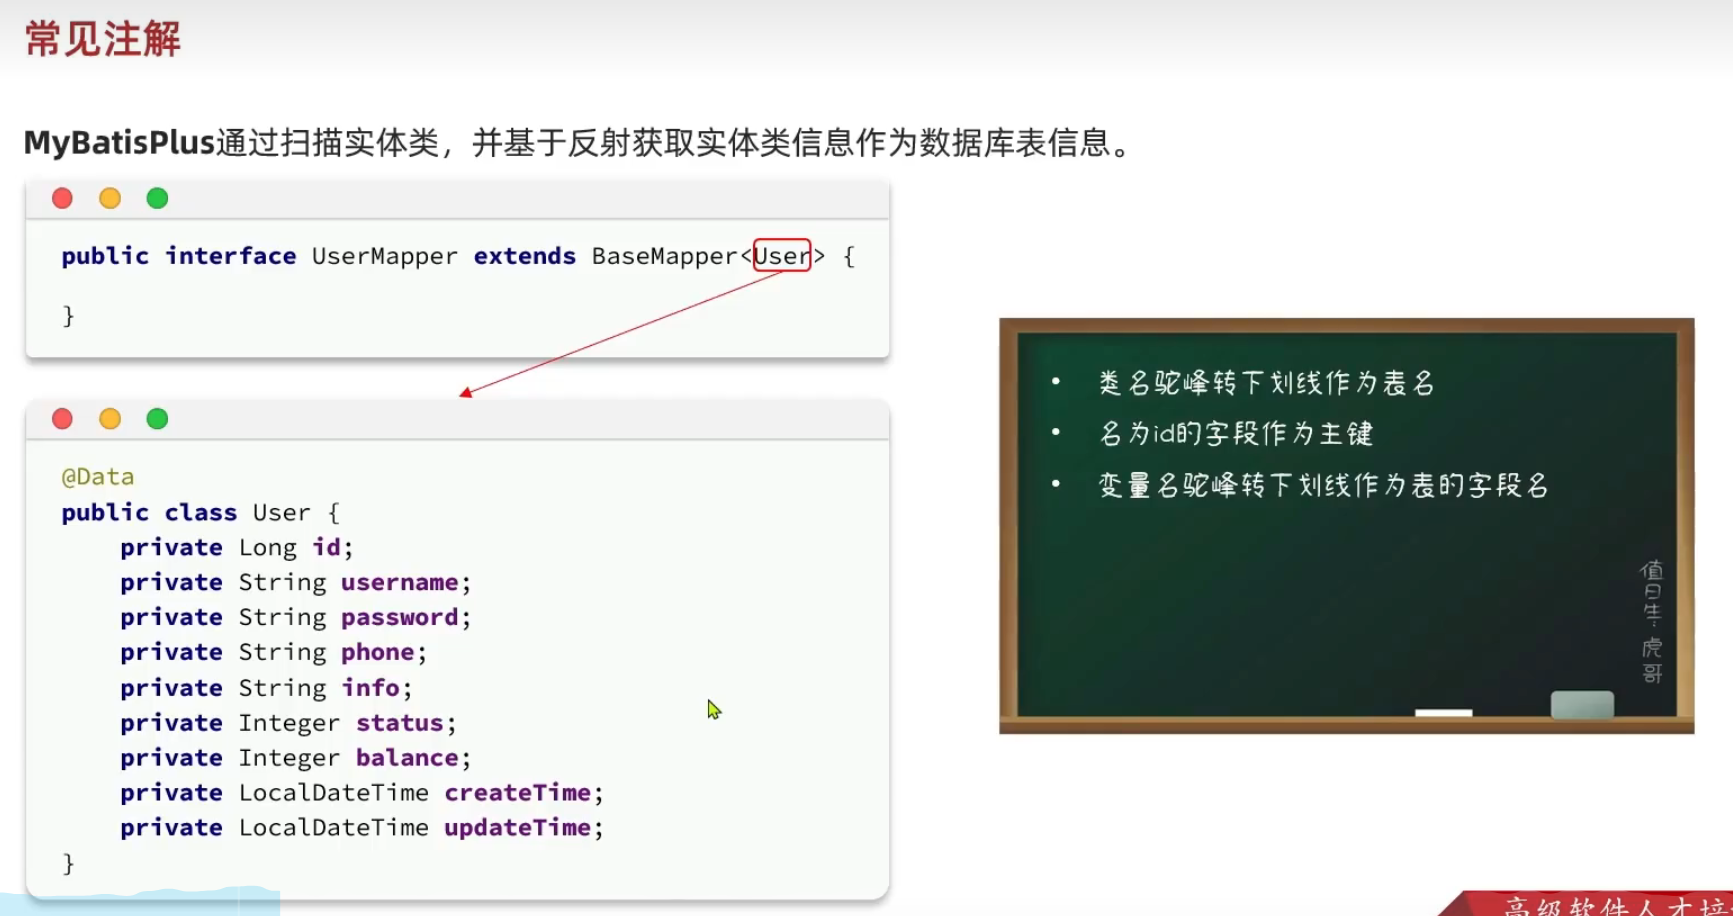 常见注解
MyBatisPlus通过扫描实体类，并基于反射获取实体类信息作为数据库表信息。
public interface UserMapper extends BaseMapper<User> {
}
@Data
public class User {
private Long id;
private String username;
private String password;
private String phone;
private String info;
private Integer status;
private Integer balance;
private LocalDateTime createTime;
private LocalDateTime updateTime;
}
• 类名驼峰转下划线作为表名
• 名为id的字段作为主键
• 变量名驼峰转下划线作为表的字段名
值日生：虎哥
高级软件人才培